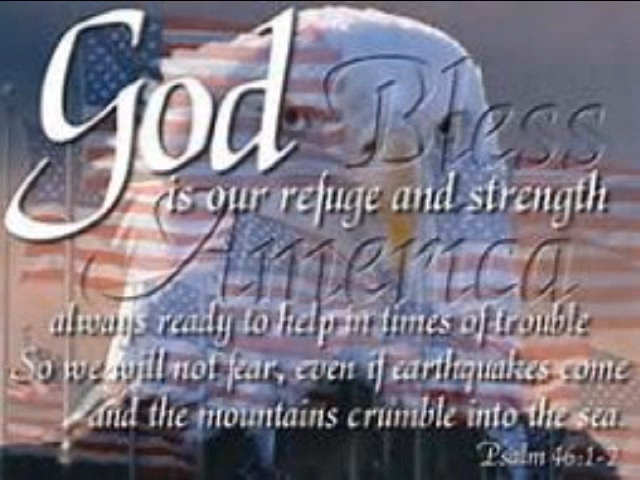 God Bless
is our refuge and strength
America
always ready to help in times of trouble
So we will not fear, even if earthquakes come
and the mountains crumble into the sea.
Psalm 46:1-2